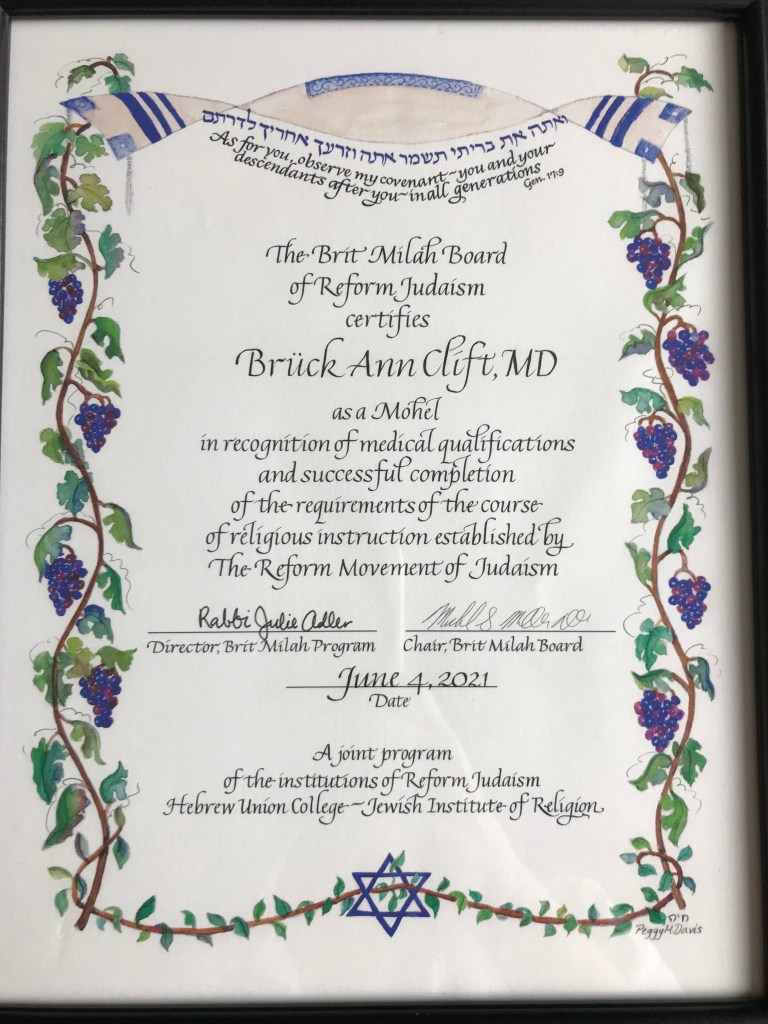 ואתה את בריתי תשמר אתה וזרעך אחריך לדרתם
As for you, observe my covenant~you and your
descendants after you~in all generations
Gen. 17:9
The Brit Milah Board
of Reform Judaism
certifies
Brück Ann Clift, MD
as a Mohel
in recognition of medical qualifications
and successful completion
of the requirements of the course
of religious instruction established by
The Reform Movement of Judaism
Rabbi Julie Adler
Director, Brit Milah Program Chair, Brit Milah Board
June 4, 2021
Date
A joint program
of the institutions of Reform Judaism
Hebrew Union College~Jewish Institute of Religion
חיה
Peggy H Davis